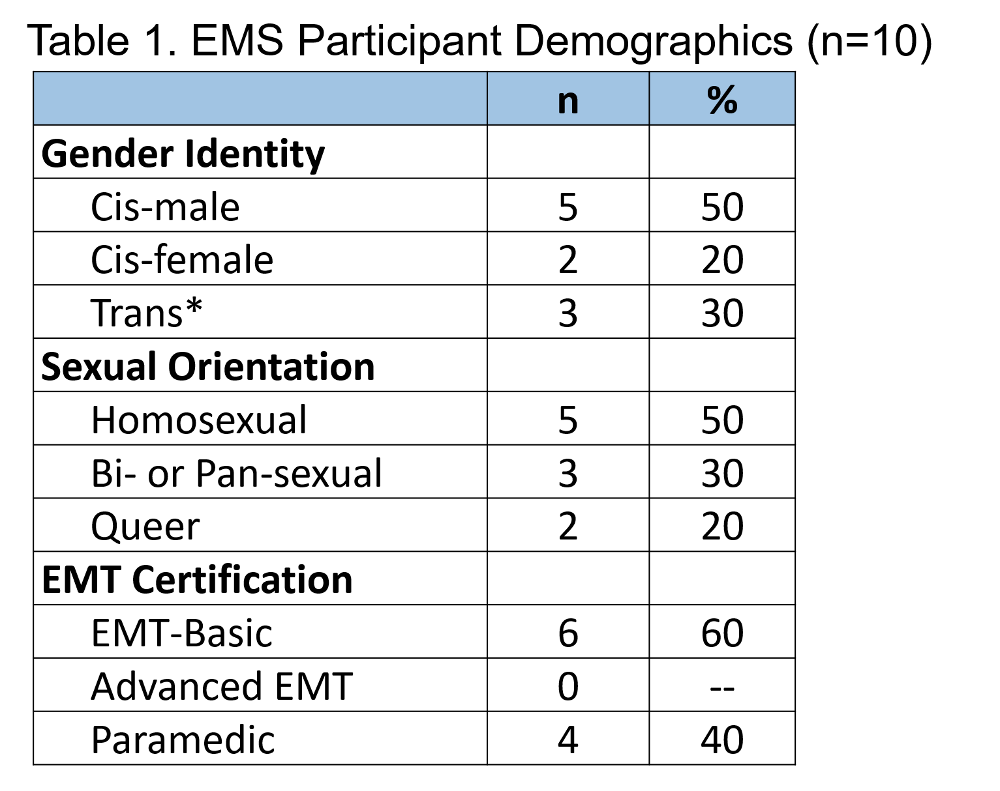 Table 1. EMS Participant Demographics (n=10)
n %
Gender Identity
Cis-male 5 50
Cis-female 2 20
Trans* 3 30
Sexual Orientation
Homosexual 5 50
Bi- or Pan-sexual 3 30
Queer 2 20
EMT Certification
EMT-Basic 6 60
Advanced EMT 0 --
Paramedic 4 40